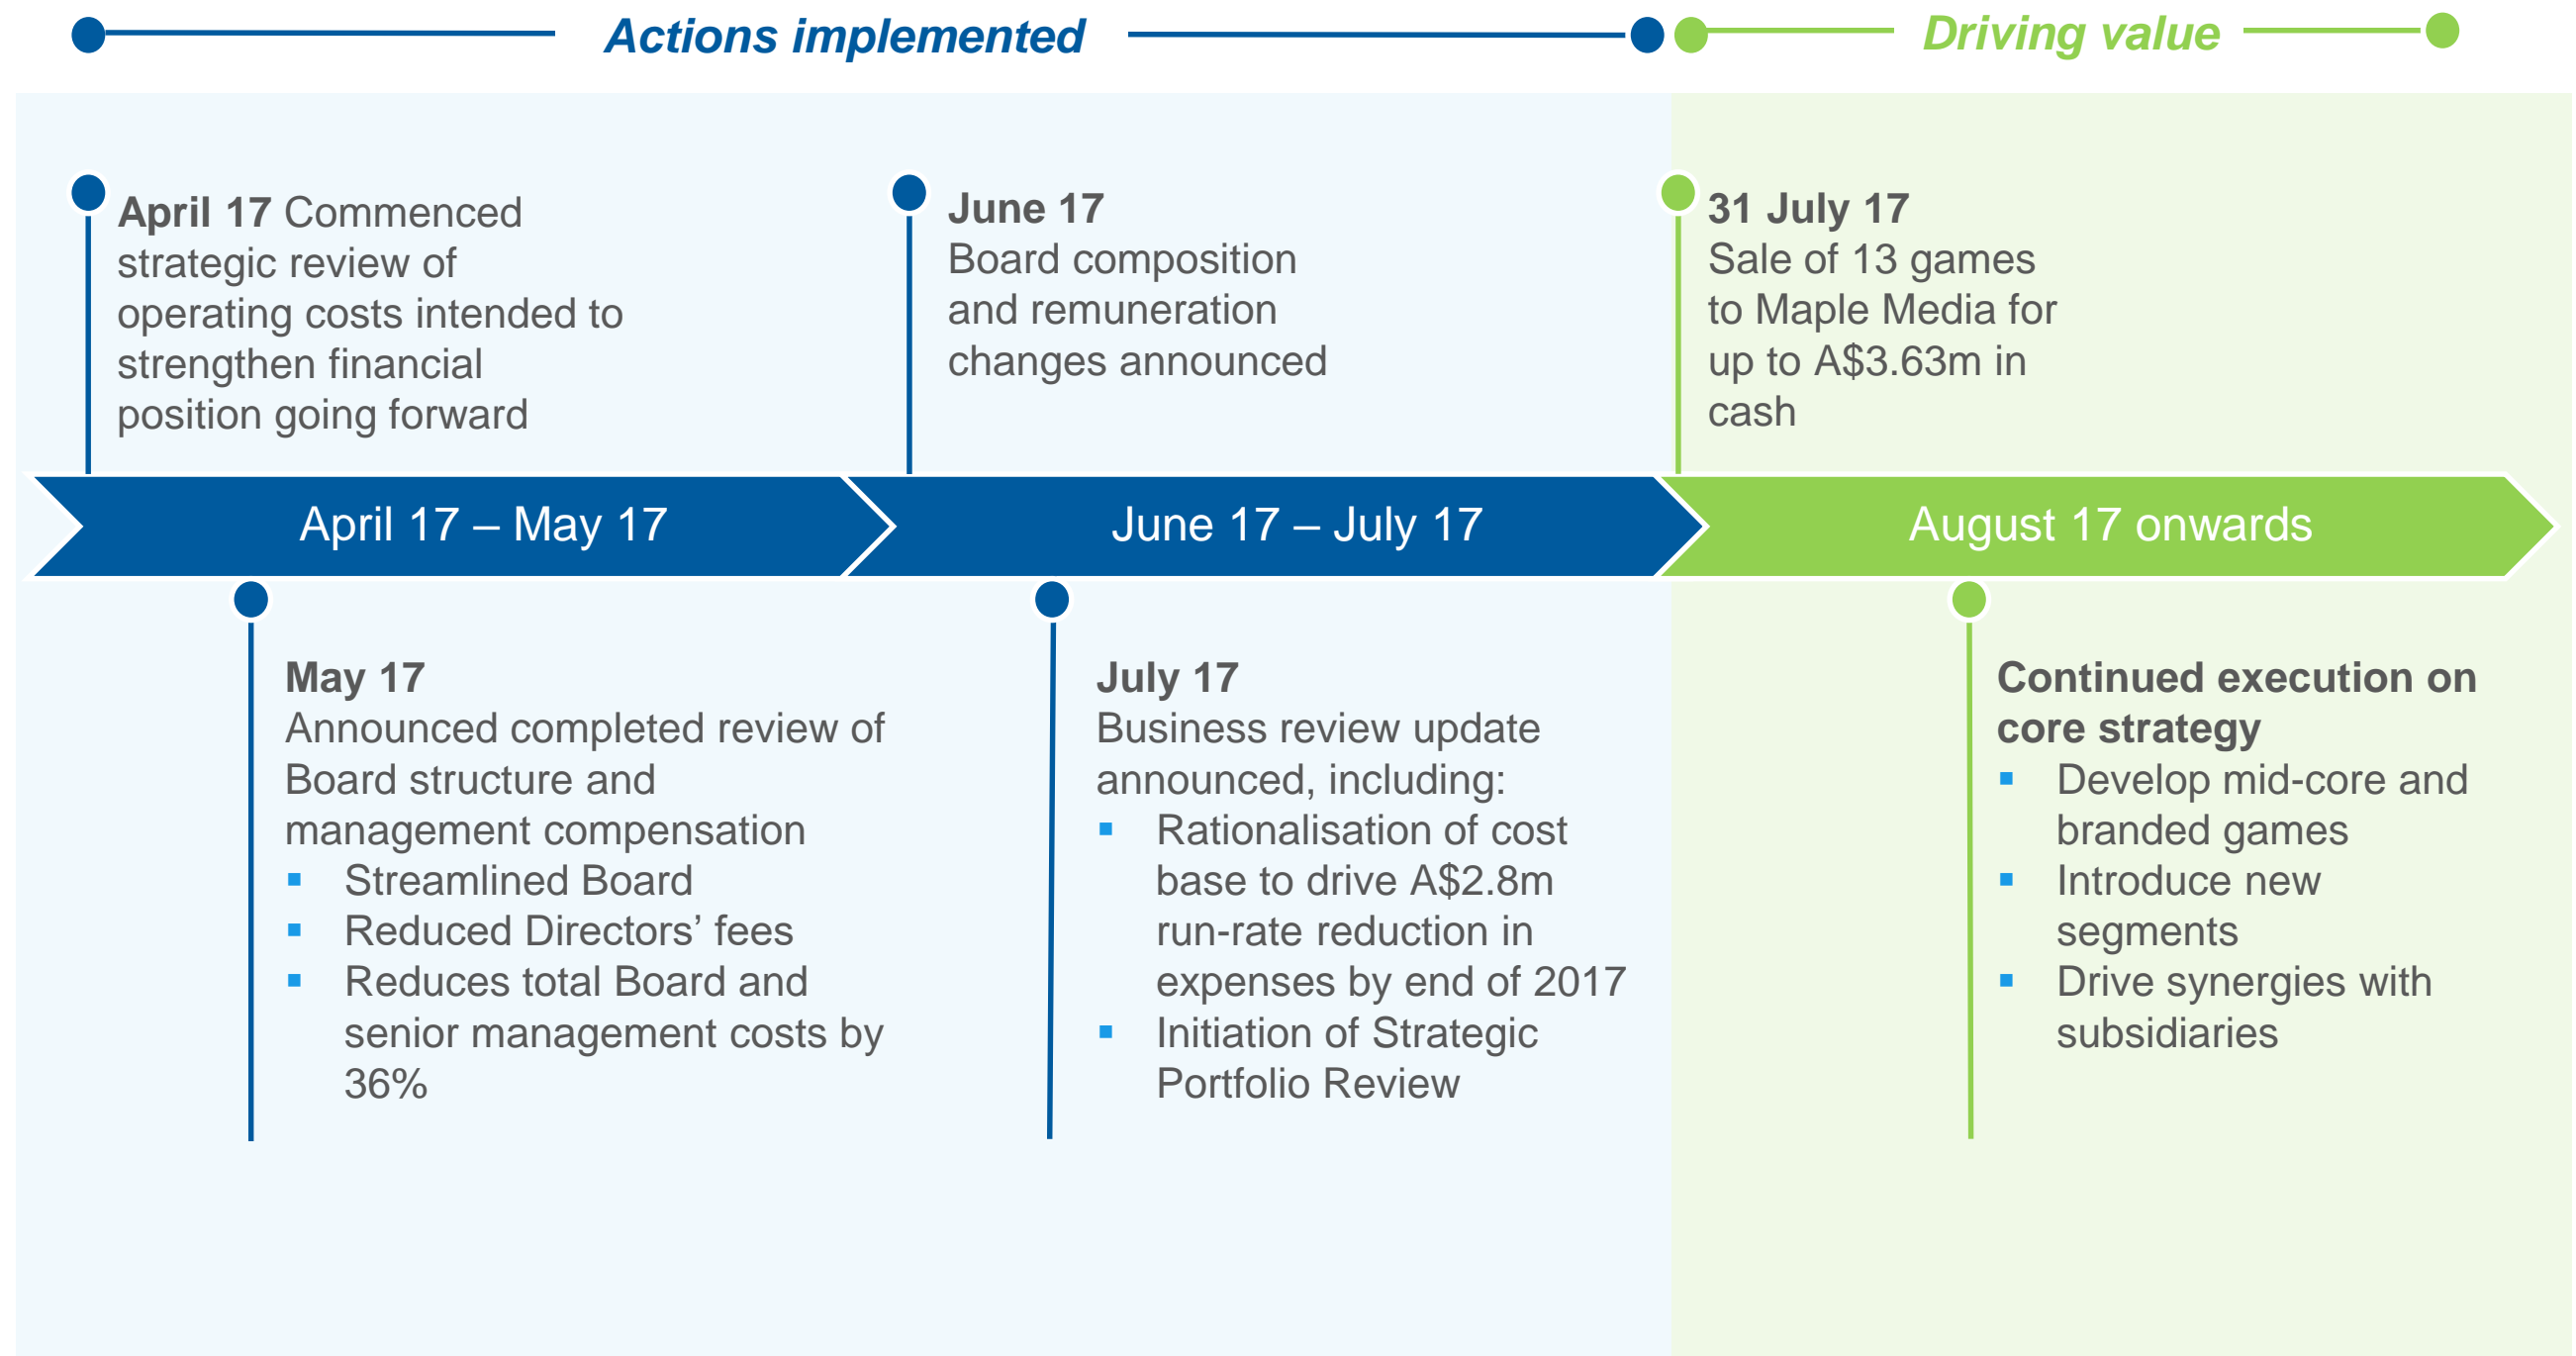 Actions implemented
Driving value
April 17 Commenced
strategic review of
operating costs intended to
strengthen financial
position going forward
June 17
Board composition
and remuneration
changes announced
31 July 17
Sale of 13 games
to Maple Media for
up to A$3.63m in
cash
April 17 – May 17
June 17 – July 17
August 17 onwards
May 17
Announced completed review of
Board structure and
management compensation
▪ Streamlined Board
▪ Reduced Directors’ fees
▪ Reduces total Board and
senior management costs by
36%
July 17
Business review update
announced, including:
▪ Rationalisation of cost
base to drive A$2.8m
run-rate reduction in
expenses by end of 2017
▪ Initiation of Strategic
Portfolio Review
Continued execution on
core strategy
▪ Develop mid-core and
branded games
▪ Introduce new
segments
▪ Drive synergies with
subsidiaries